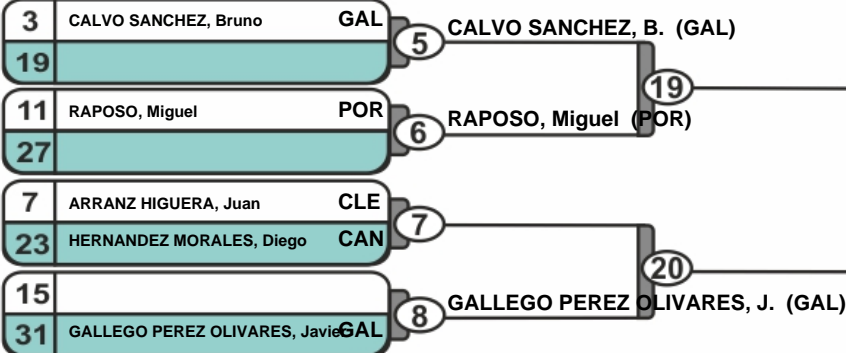 3 CALVO SANCHEZ, Bruno GAL
19
5 CALVO SANCHEZ, B. (GAL)
11 RAPOSO, Miguel POR
27
6 RAPOSO, Miguel (POR)
19
7 ARRANZ HIGUERA, Juan CLE
23 HERNANDEZ MORALES, Diego CAN
7
15
31 GALLEGO PEREZ OLIVARES, Javier GAL
8 GALLEGO PEREZ OLIVARES, J. (GAL)
20